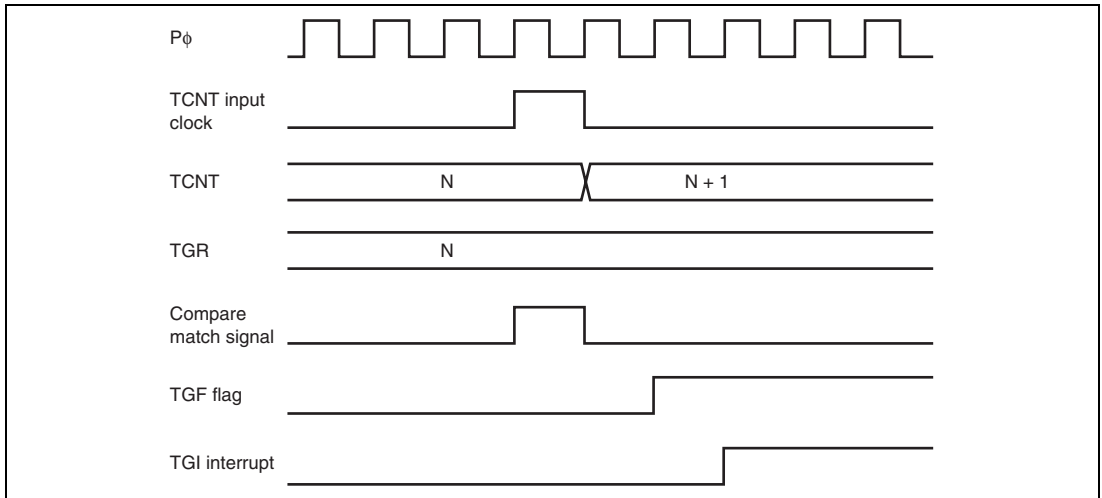 Pϕ
TCNT input
clock
TCNT
N
N + 1
TGR
N
Compare
match signal
TGF flag
TGI interrupt